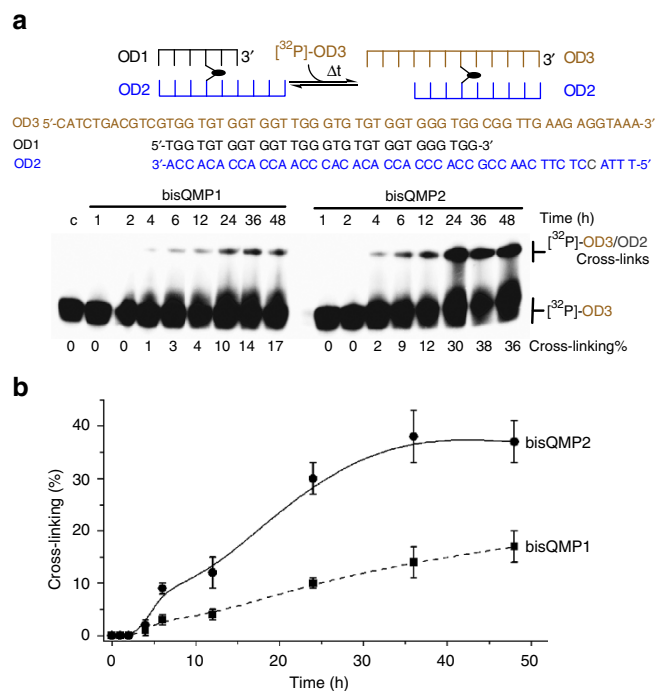 a
OD1 3′ [³²P]-OD3 3′ OD3
OD2 Δt OD2
OD3 5′-CATCTGACGTCGTGG TGT GGT GGT TGG GTG TGT GGT GGG TGG CGG TTG AAG AGGTAAA-3′
OD1 5′-TGG TGT GGT GGT TGG GTG TGT GGT GGG TGG-3′
OD2 3′-ACC ACA CCA CCA ACC CAC ACA CCA CCC ACC GCC AAC TTC TCC ATT T-5′
bisQMP1 bisQMP2
c 1 2 4 6 12 24 36 48 1 2 4 6 12 24 36 48 Time (h)
[³²P]-OD3/OD2
Cross-links
[³²P]-OD3
0 0 0 1 3 4 10 14 17 0 0 2 9 12 30 38 36 Cross-linking%
b
40
30
20
10
0
Cross-linking (%)
bisQMP2
bisQMP1
0 10 20 30 40 50
Time (h)